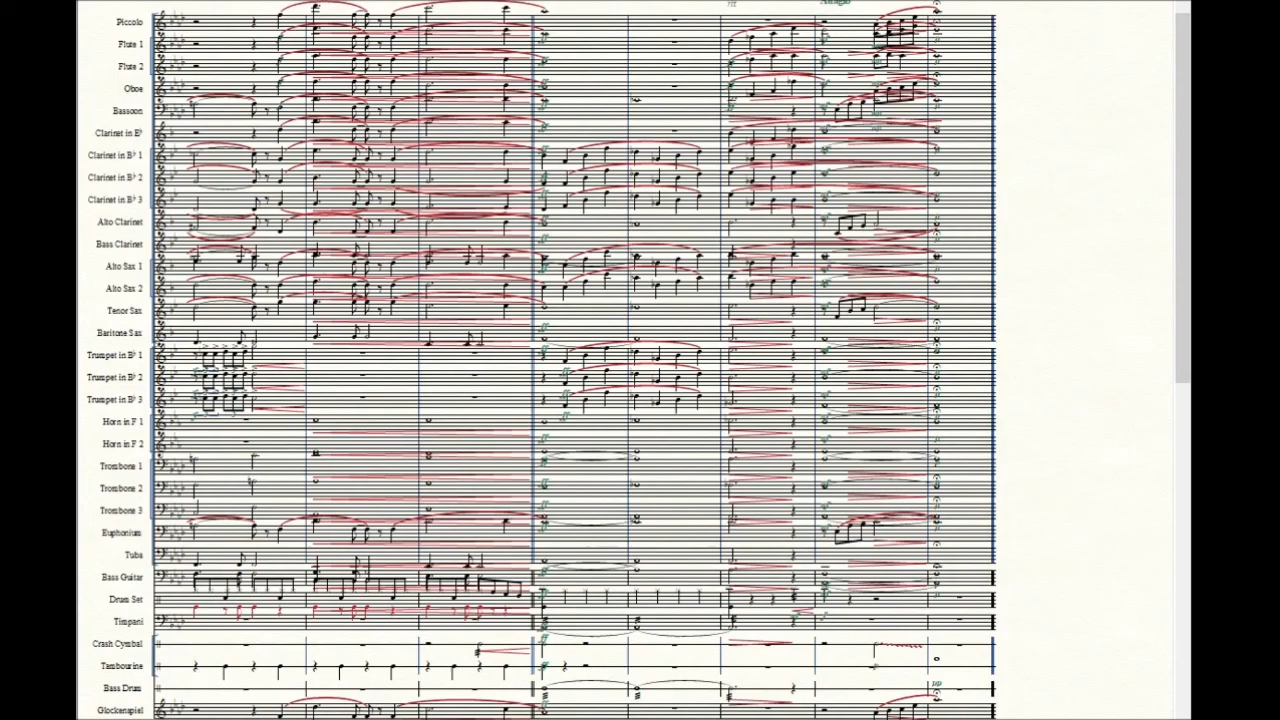 Adagio
Piccolo
Flute 1
Flute 2
Oboe
Bassoon
Clarinet in E♭
Clarinet in B♭ 1
Clarinet in B♭ 2
Clarinet in B♭ 3
Alto Clarinet
Bass Clarinet
Alto Sax 1
Alto Sax 2
Tenor Sax
Baritone Sax
Trumpet in B♭ 1
Trumpet in B♭ 2
Trumpet in B♭ 3
Horn in F 1
Horn in F 2
Trombone 1
Trombone 2
Trombone 3
Euphonium
Tuba
Bass Guitar
Drum Set
Timpani
Crash Cymbal
Tambourine
Bass Drum
pp
Glockenspiel